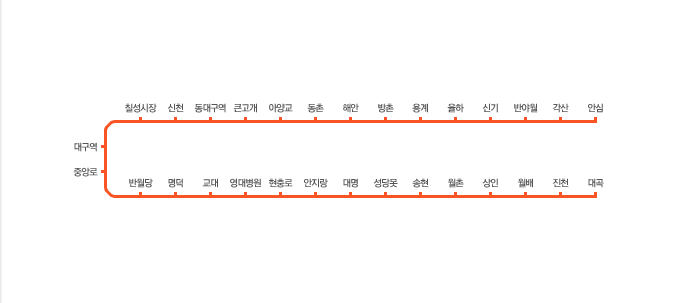 칠성시장 신천 동대구역 큰고개 아양교 동촌 해안 방촌 용계 율하 신기 반야월 각산 안심
대구역
중앙로
반월당 명덕 교대 영대병원 현충로 안지랑 대명 성당못 송현 월촌 상인 월배 진천 대곡